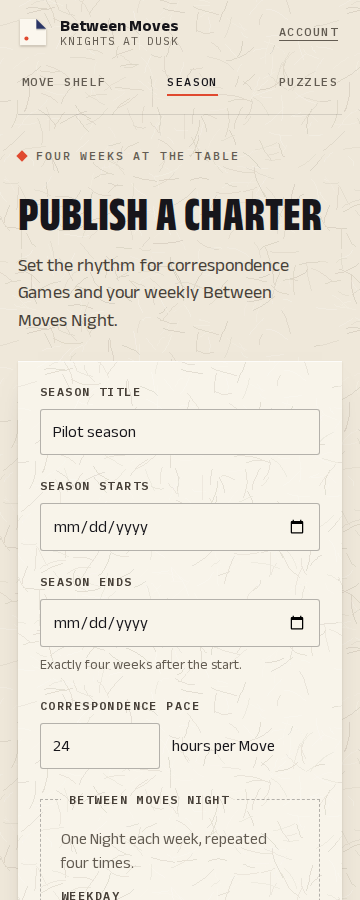 Between Moves
KNIGHTS AT DUSK
ACCOUNT
MOVE SHELF
SEASON
PUZZLES
FOUR WEEKS AT THE TABLE
PUBLISH A CHARTER
Set the rhythm for correspondence
Games and your weekly Between
Moves Night.
SEASON TITLE
Pilot season
SEASON STARTS
mm/dd/yyyy
SEASON ENDS
mm/dd/yyyy
Exactly four weeks after the start.
CORRESPONDENCE PACE
24 hours per Move
BETWEEN MOVES NIGHT
One Night each week, repeated
four times.
WEEKDAY